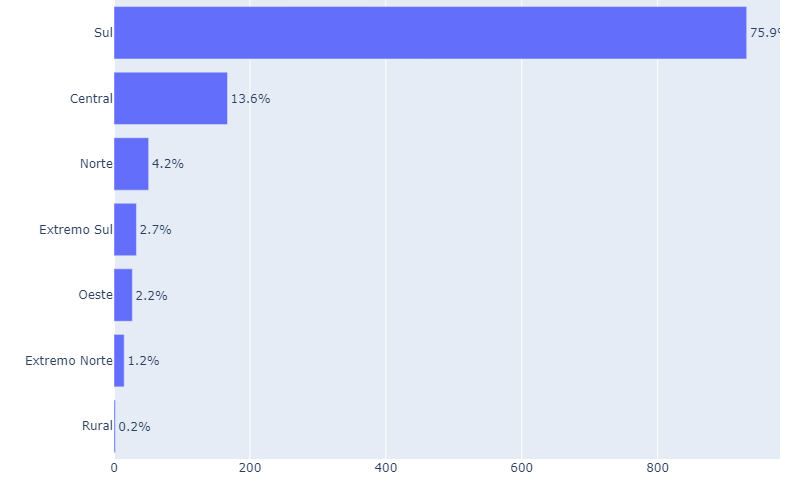 Sul 75.9%
Central 13.6%
Norte 4.2%
Extremo Sul 2.7%
Oeste 2.2%
Extremo Norte 1.2%
Rural 0.2%
0 200 400 600 800